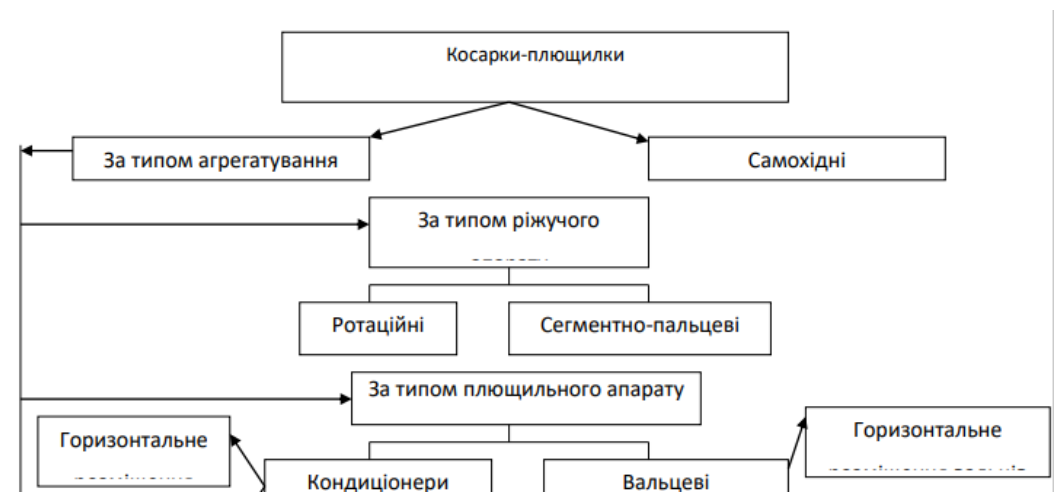 Косарки-плющилки
За типом агрегатування
Самохідні
За типом ріжучого
Ротаційні
Сегментно-пальцеві
За типом плющильного апарату
Горизонтальне
Горизонтальне
Кондиціонери
Вальцеві